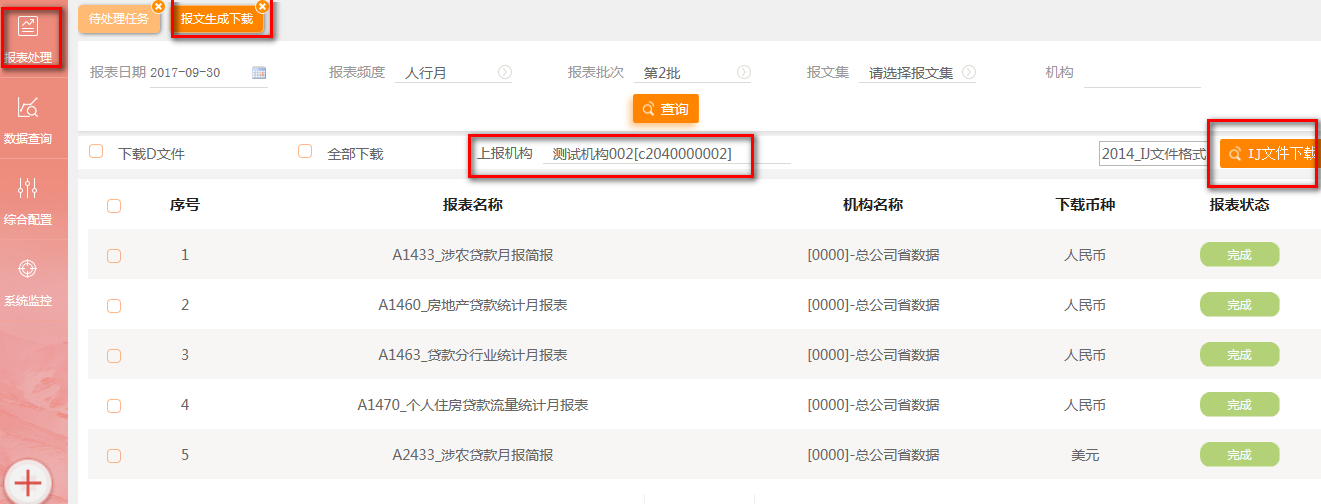 待处理任务
报文生成下载
报表处理
数据查询
综合配置
系统监控
报表日期 2017-09-30 报表频度 人行月 报表批次 第2批 报文集 请选择报文集 机构
查询
下载D文件 全部下载 上报机构 测试机构002[c2040000002] 2014_IJ文件格式 IJ文件下载
序号 报表名称 机构名称 下载币种 报表状态
1 A1433_涉农贷款月报简报 [0000]-总公司省数据 人民币 完成
2 A1460_房地产贷款统计月报表 [0000]-总公司省数据 人民币 完成
3 A1463_贷款分行业统计月报表 [0000]-总公司省数据 人民币 完成
4 A1470_个人住房贷款流量统计月报表 [0000]-总公司省数据 人民币 完成
5 A2433_涉农贷款月报简报 [0000]-总公司省数据 美元 完成